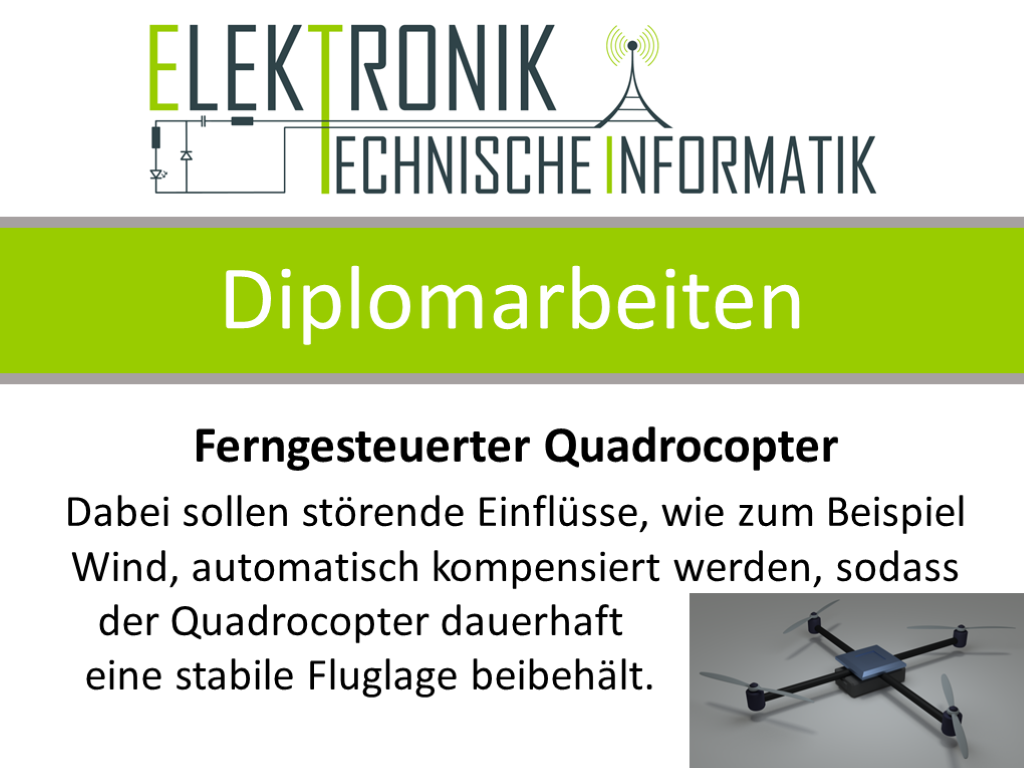 ELEKTRONIK
TECHNISCHE INFORMATIK
Diplomarbeiten
Ferngesteuerter Quadrocopter
Dabei sollen störende Einflüsse, wie zum Beispiel
Wind, automatisch kompensiert werden, sodass
der Quadrocopter dauerhaft
eine stabile Fluglage beibehält.